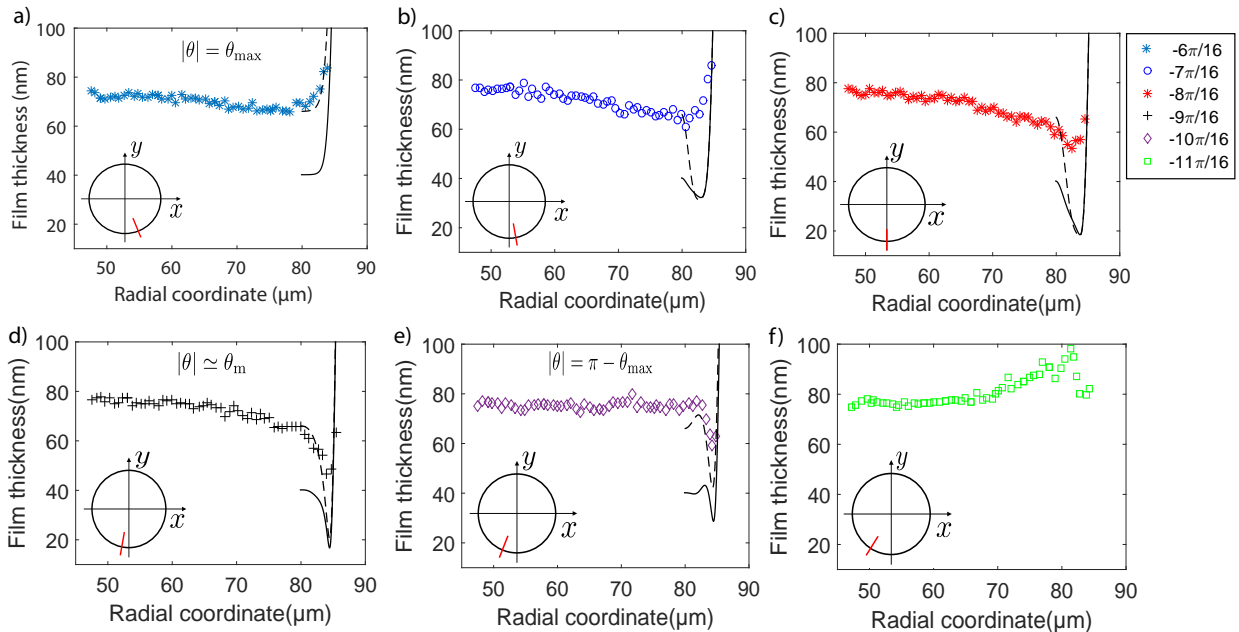 a)
100
80
60
40
20
Film thickness (nm)
|θ| = θmax
y
x
50 60 70 80 90
Radial coordinate (μm)
b)
100
80
60
40
20
Film thickness(nm)
y
x
50 60 70 80 90
Radial coordinate(μm)
c)
100
80
60
40
20
Film thickness(nm)
y
x
50 60 70 80 90
Radial coordinate(μm)
-6π/16
-7π/16
-8π/16
-9π/16
-10π/16
-11π/16
d)
100
80
60
40
20
Film thickness(nm)
|θ| ≃ θm
y
x
50 60 70 80 90
Radial coordinate(μm)
e)
100
80
60
40
20
Film thickness(nm)
|θ| = π − θmax
y
x
50 60 70 80 90
Radial coordinate(μm)
f)
100
80
60
40
20
Film thickness(nm)
y
x
50 60 70 80 90
Radial coordinate(μm)